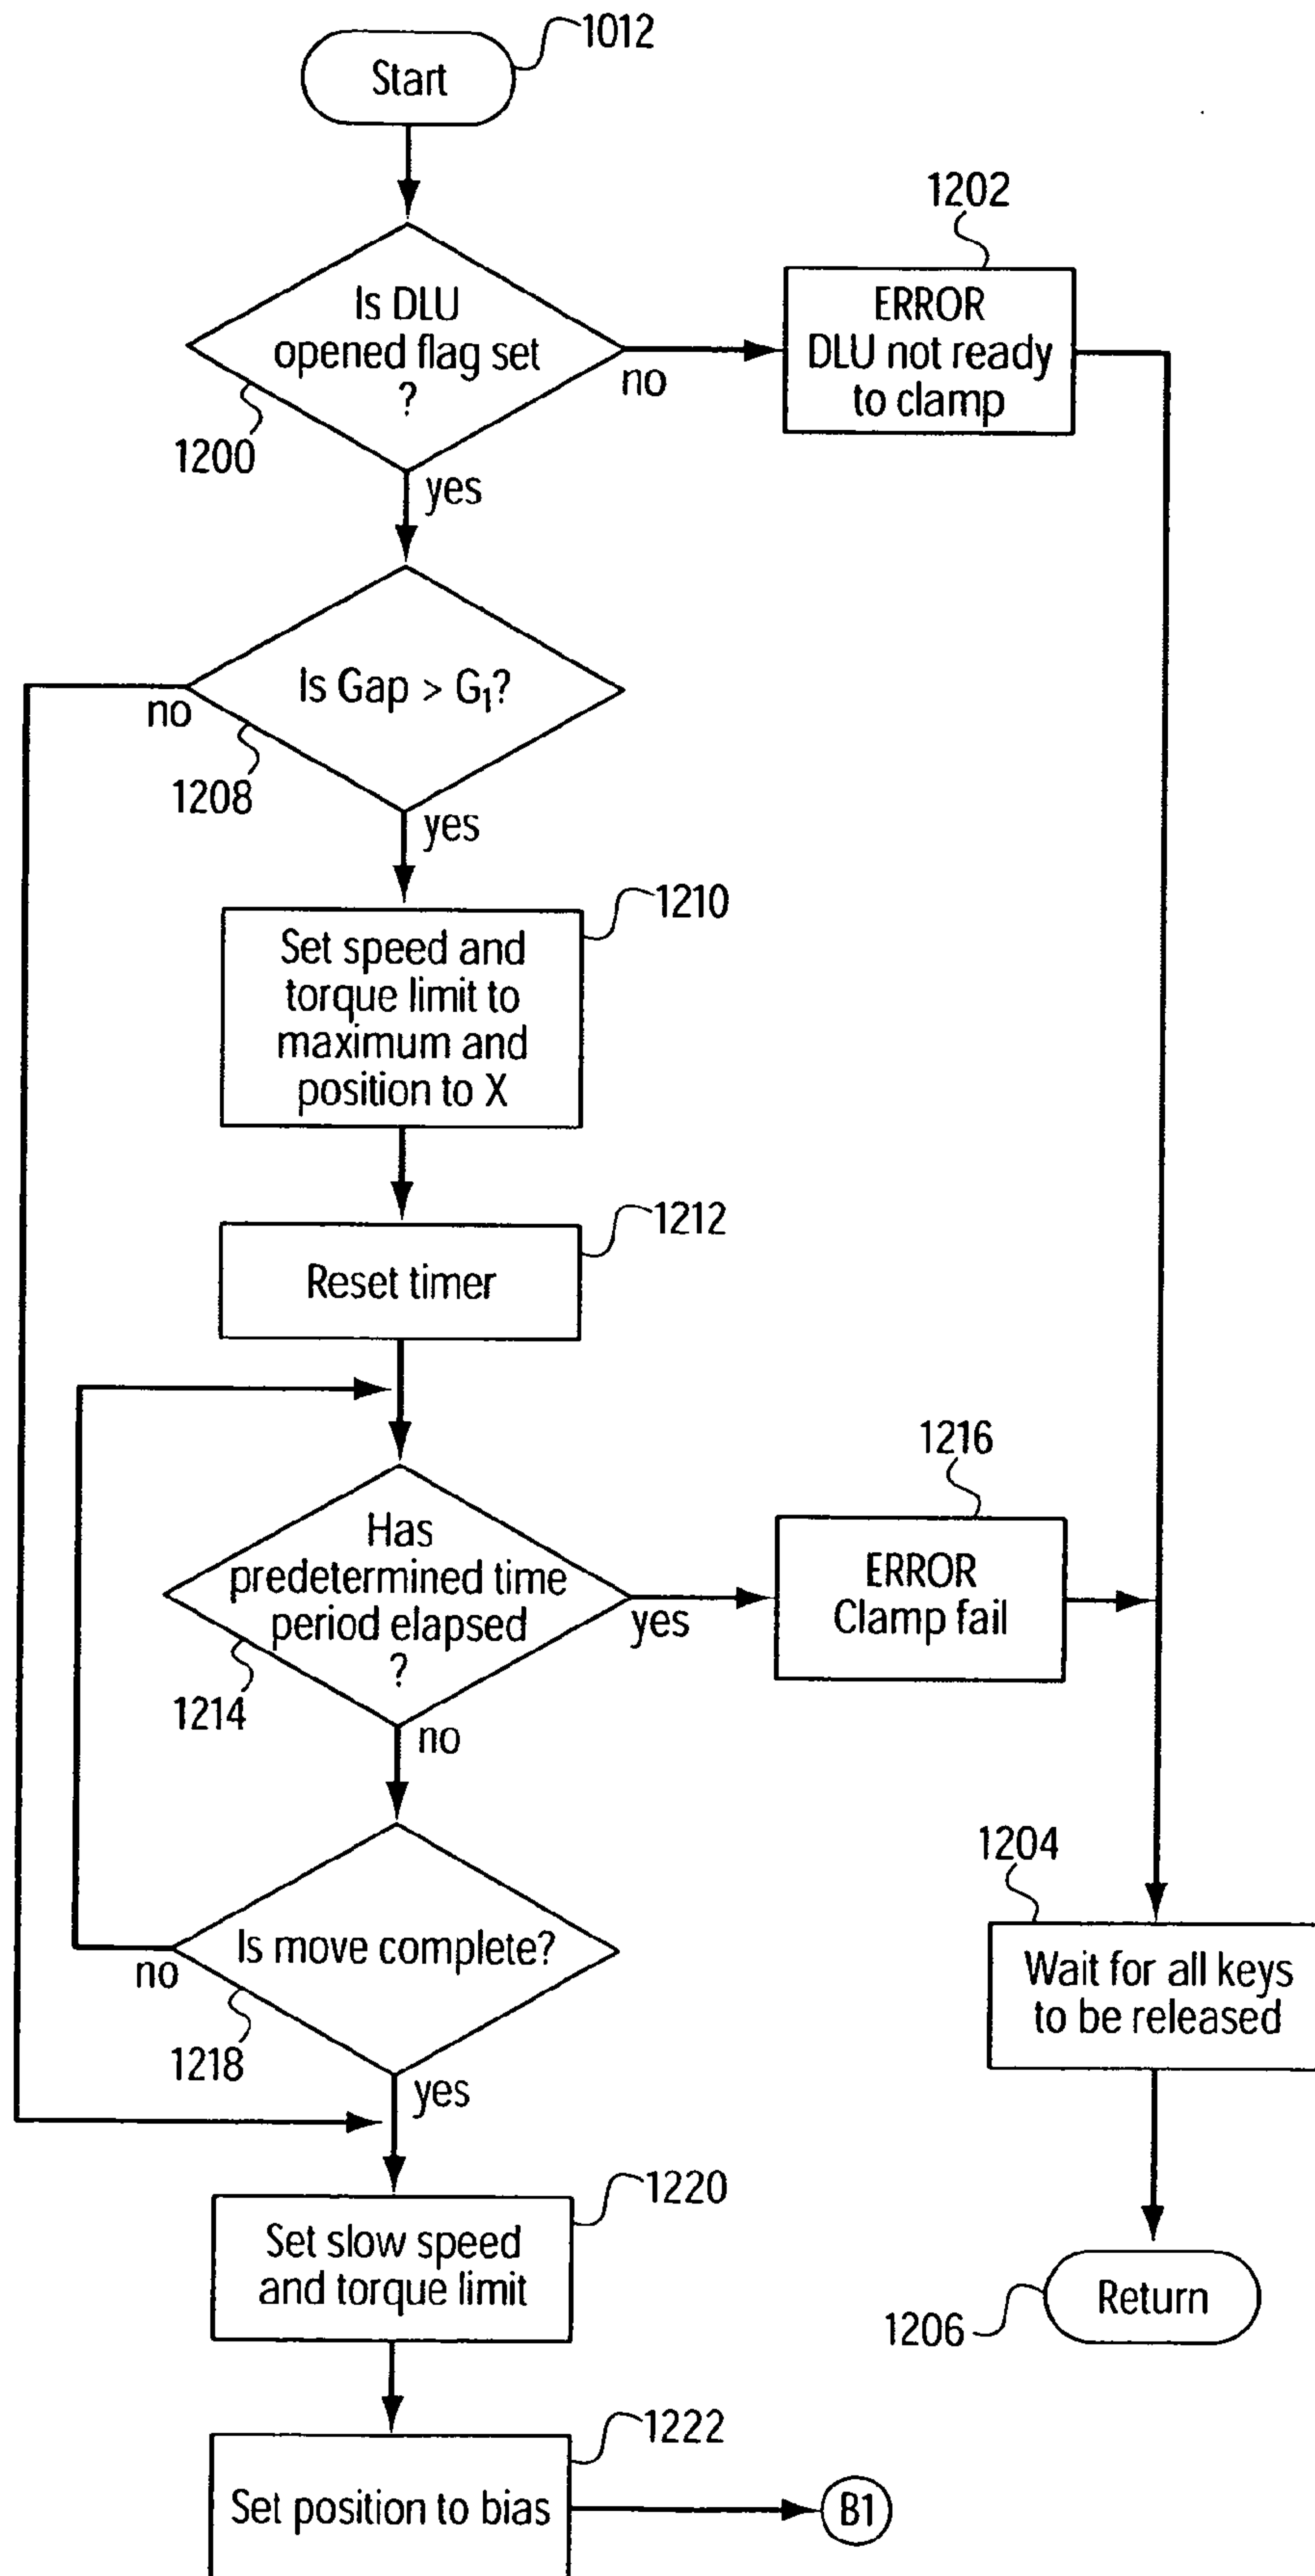 1012
Start
1202
Is DLU
opened flag set
?
no
1200
ERROR
DLU not ready
to clamp
yes
Is Gap > G₁?
no
1208
yes
1210
Set speed and
torque limit to
maximum and
position to X
1212
Reset timer
1216
Has
predetermined time
period elapsed
?
yes
1214
ERROR
Clamp fail
no
1204
Is move complete?
no
1218
yes
Wait for all keys
to be released
1220
Set slow speed
and torque limit
Return
1206
1222
Set position to bias
B1